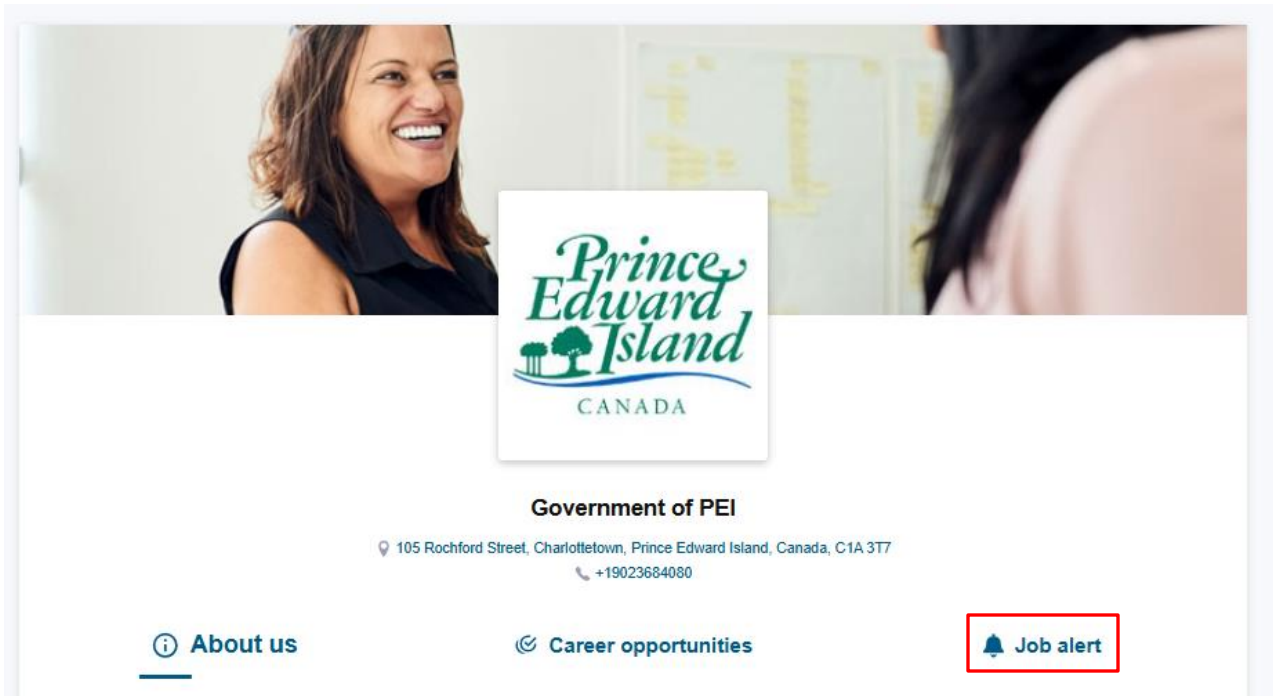 Prince
Edward
Island
CANADA
Government of PEI
105 Rochford Street, Charlottetown, Prince Edward Island, Canada, C1A 3T7
+19023684080
About us
Career opportunities
Job alert